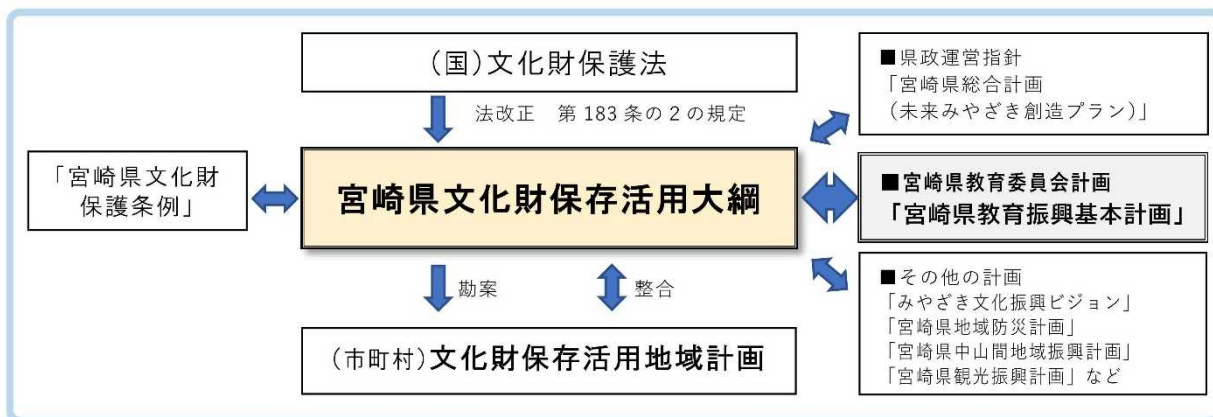 (国)文化財保護法
法改正　第183条の2の規定
「宮崎県文化財
保護条例」
宮崎県文化財保存活用大綱
勘案
整合
(市町村)文化財保存活用地域計画
■県政運営指針
「宮崎県総合計画
(未来みやざき創造プラン)」
■宮崎県教育委員会計画
「宮崎県教育振興基本計画」
■その他の計画
「みやざき文化振興ビジョン」
「宮崎県地域防災計画」
「宮崎県中山間地域振興計画」
「宮崎県観光振興計画」など